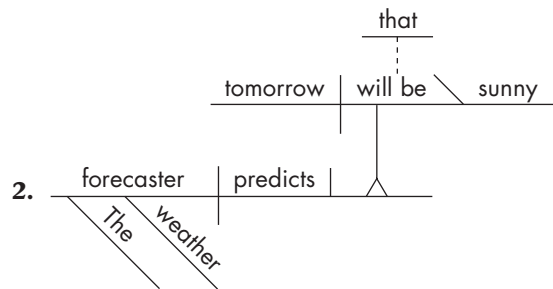 that
tomorrow will be sunny
2. forecaster predicts
The weather